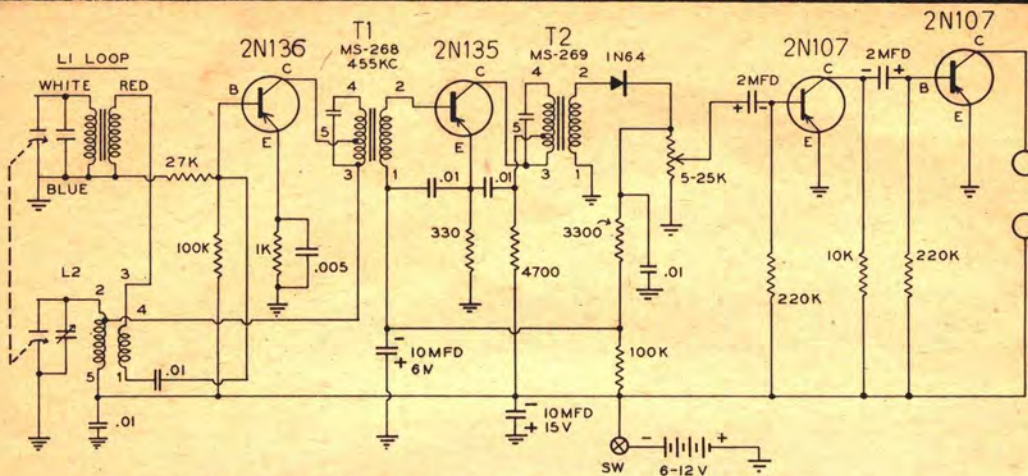 2N136
T1
MS-268
455KC
2N135
T2
MS-269
1N64
2N107
2N107
L1 LOOP
WHITE
RED
BLUE
27K
B
C
E
4
5
3
2
1
C
E
4
5
3
2
1
2MFD
+ -
C
E
2MFD
- +
B
C
E
100K
1K
.005
.01
.01
330
4700
3300
.01
5-25K
220K
10K
220K
L2
2
3
4
5
1
.01
.01
-
+ 10MFD
6V
-
+ 10MFD
15V
100K
SW
- +
6-12V